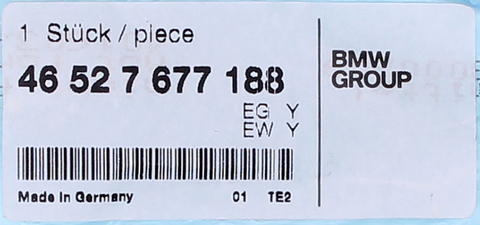 1 Stück / piece
46 52 7 677 188
EG Y
EW Y
Made in Germany 01 TE2
BMW
GROUP